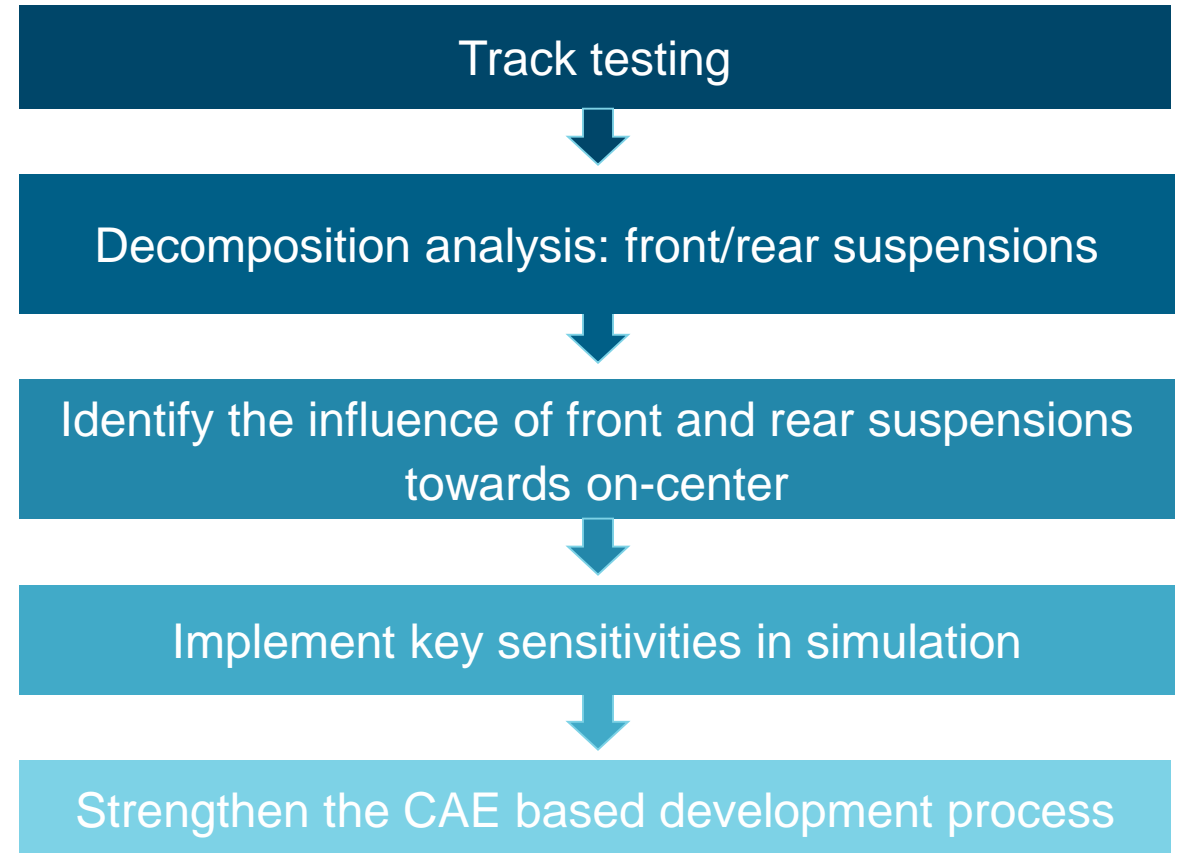 Track testing
Decomposition analysis: front/rear suspensions
Identify the influence of front and rear suspensions
towards on-center
Implement key sensitivities in simulation
Strengthen the CAE based development process